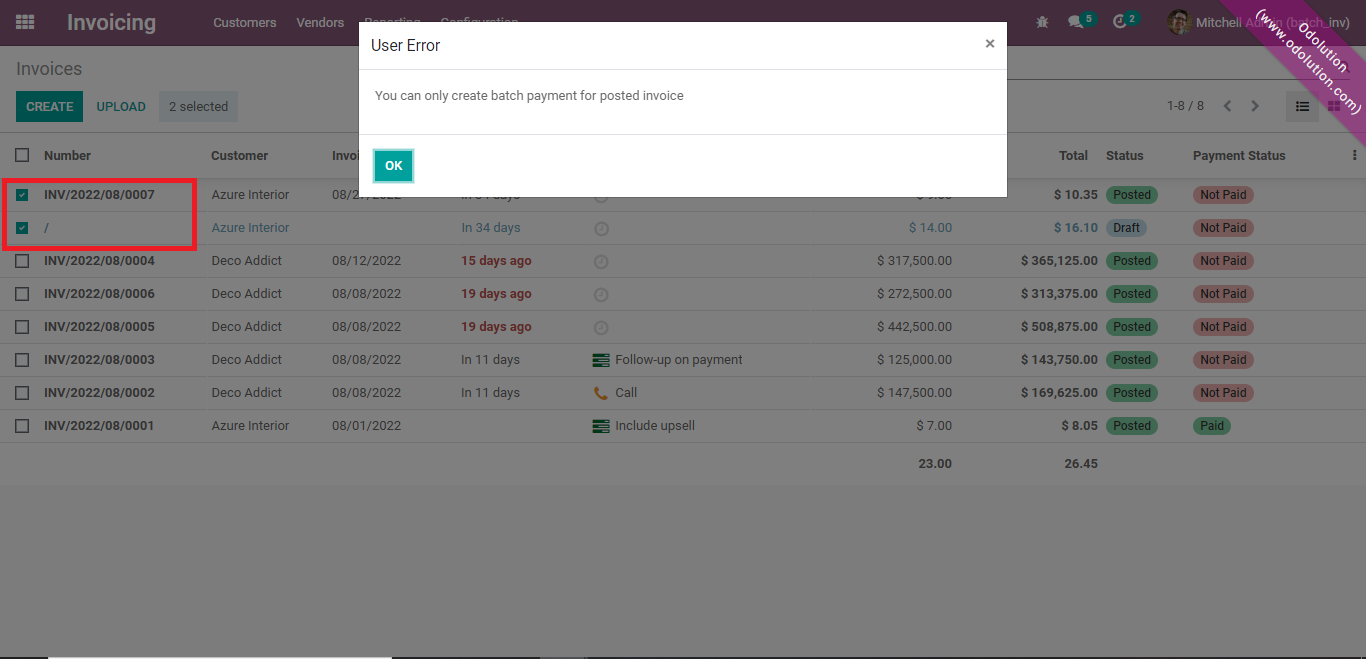 Invoicing Customers Vendors Reporting Configuration 5 2 Mitchell Admin (batch_inv)
Odolution
(www.odolution.com)
User Error ×
Invoices
You can only create batch payment for posted invoice
CREATE UPLOAD 2 selected 1-8 / 8
OK
Number Customer Invoi Total Status Payment Status
INV/2022/08/0007 Azure Interior $ 10.35 Posted Not Paid
/ Azure Interior In 34 days $ 14.00 $ 16.10 Draft Not Paid
INV/2022/08/0004 Deco Addict 08/12/2022 15 days ago $ 317,500.00 $ 365,125.00 Posted Not Paid
INV/2022/08/0006 Deco Addict 08/08/2022 19 days ago $ 272,500.00 $ 313,375.00 Posted Not Paid
INV/2022/08/0005 Deco Addict 08/08/2022 19 days ago $ 442,500.00 $ 508,875.00 Posted Not Paid
INV/2022/08/0003 Deco Addict 08/08/2022 In 11 days Follow-up on payment $ 125,000.00 $ 143,750.00 Posted Not Paid
INV/2022/08/0002 Deco Addict 08/08/2022 In 11 days Call $ 147,500.00 $ 169,625.00 Posted Not Paid
INV/2022/08/0001 Azure Interior 08/01/2022 Include upsell $ 7.00 $ 8.05 Posted Paid
23.00 26.45